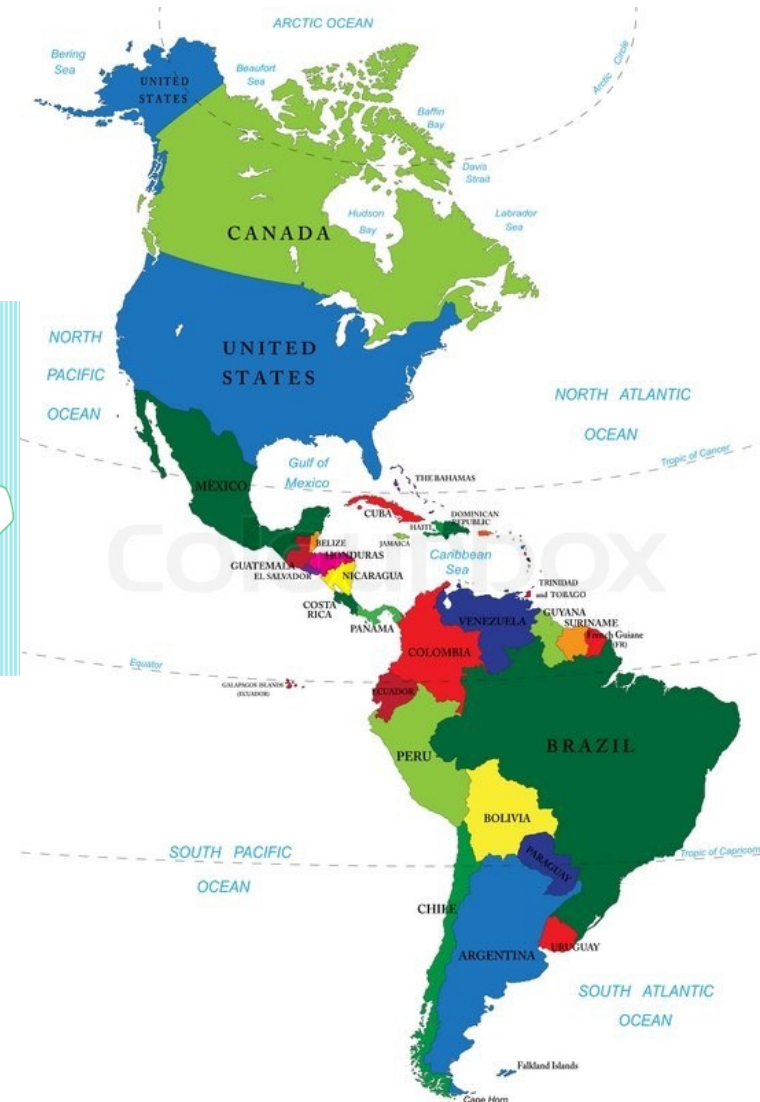 ARCTIC OCEAN
Bering
Sea
UNITED
STATES
Beaufort
Sea
Arctic Circle
Baffin
Bay
Davis
Strait
Hudson
Bay
Labrador
Sea
CANADA
NORTH
PACIFIC
OCEAN
UNITED
STATES
NORTH ATLANTIC
OCEAN
Tropic of Cancer
Gulf of
Mexico
MEXICO
THE BAHAMAS
CUBA
DOMINICAN
REPUBLIC
HAITI
JAMAICA
BELIZE
HONDURAS
GUATEMALA
EL SALVADOR
NICARAGUA
Caribbean
Sea
colourbox
COSTA
RICA
PANAMA
TRINIDAD
and TOBAGO
VENEZUELA
GUYANA
SURINAME
French Guiane
(FR)
COLOMBIA
Equator
GALAPAGOS ISLANDS
(ECUADOR)
ECUADOR
PERU
BRAZIL
BOLIVIA
SOUTH PACIFIC
OCEAN
PARAGUAY
Tropic of Capricorn
CHILE
ARGENTINA
URUGUAY
SOUTH ATLANTIC
OCEAN
Falkland Islands
Cape Horn